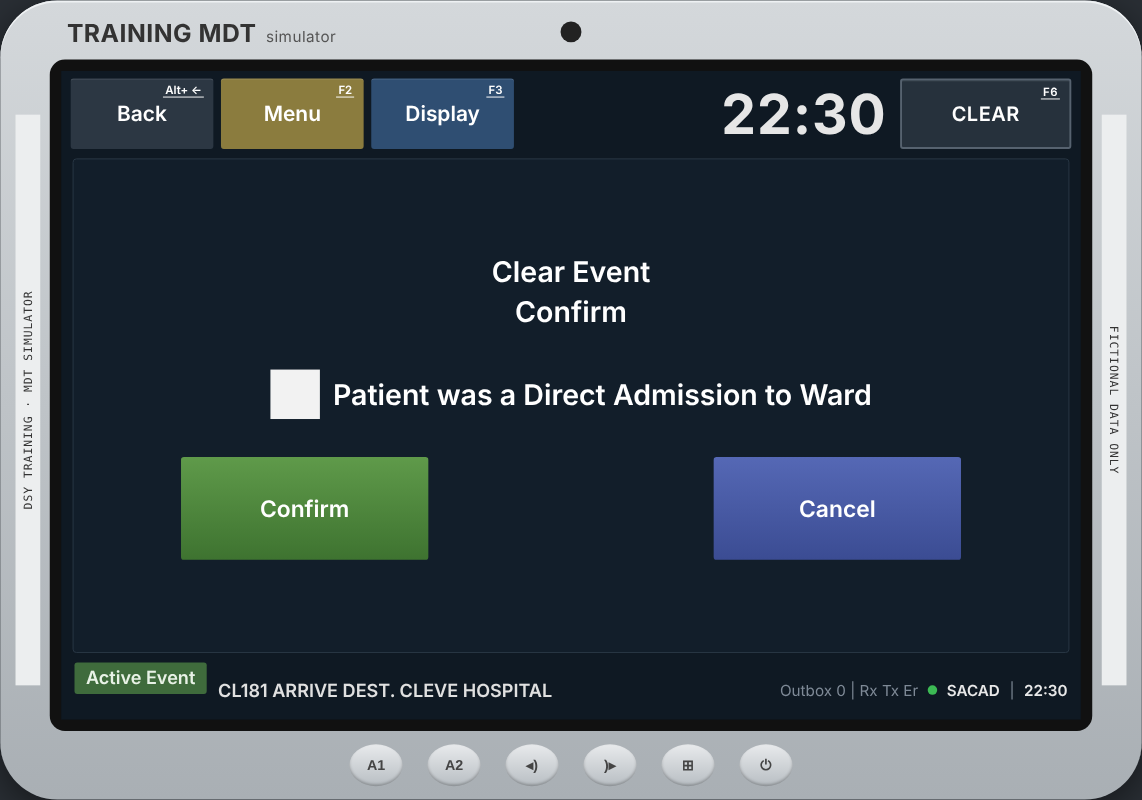 TRAINING MDT simulator
Alt+ ←
Back
F2
Menu
F3
Display
22:30
F6
CLEAR
Clear Event
Confirm
Patient was a Direct Admission to Ward
Confirm
Cancel
Active Event
CL181 ARRIVE DEST. CLEVE HOSPITAL
Outbox 0 | Rx Tx Er
SACAD | 22:30
A1
A2
DSY TRAINING · MDT SIMULATOR
FICTIONAL DATA ONLY